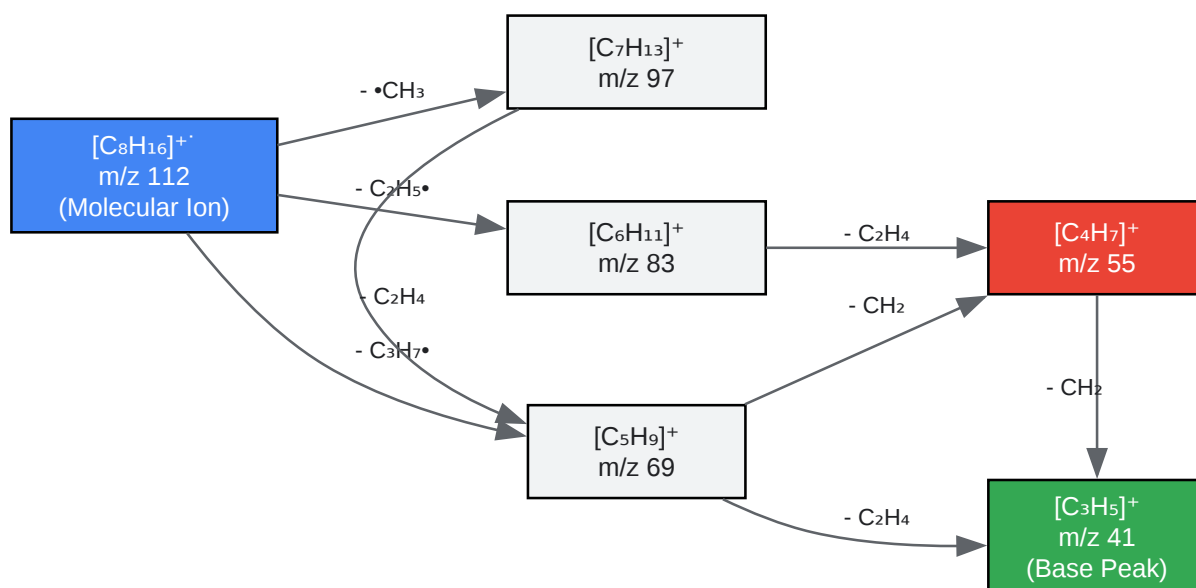 [C₇H₁₃]⁺
m/z 97
- •CH₃
[C₈H₁₆]⁺˙
m/z 112
(Molecular Ion)
- C₂H₅•
[C₆H₁₁]⁺
m/z 83
- C₂H₄
[C₄H₇]⁺
m/z 55
- C₂H₄
- CH₂
- C₃H₇•
- CH₂
[C₅H₉]⁺
m/z 69
- C₂H₄
[C₃H₅]⁺
m/z 41
(Base Peak)